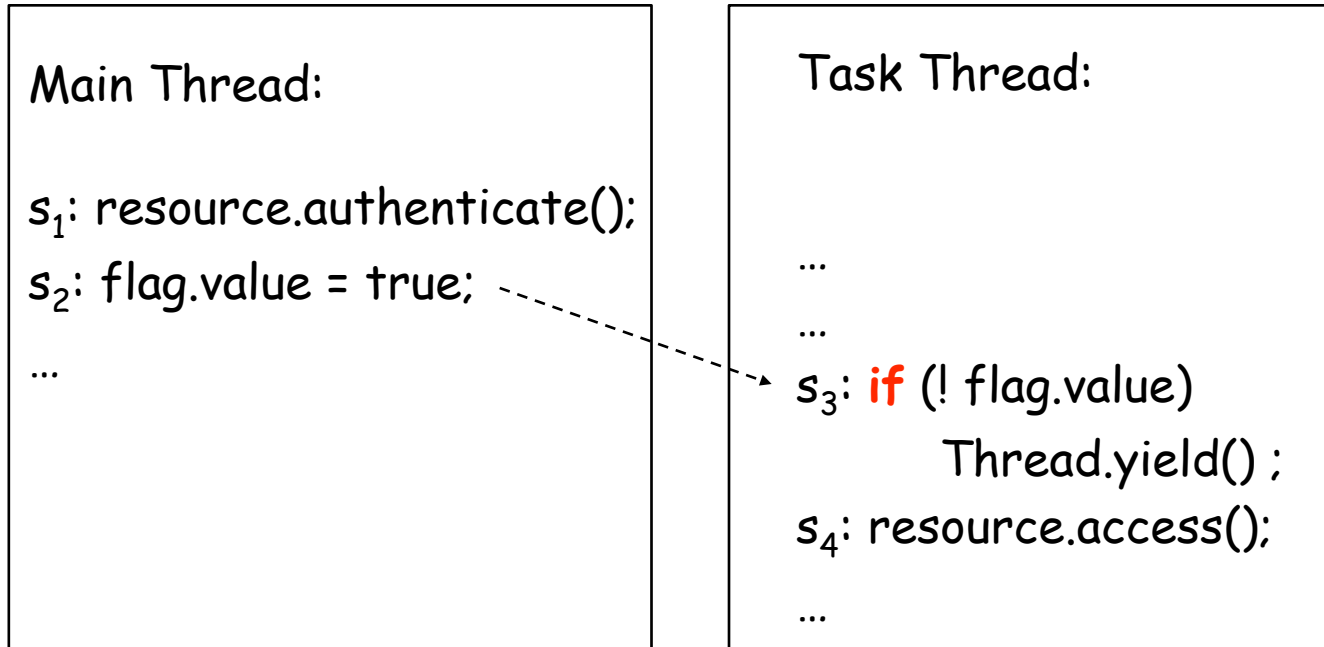 Main Thread:
s₁: resource.authenticate();
s₂: flag.value = true;
…
Task Thread:
…
…
s₃: if (! flag.value)
Thread.yield() ;
s₄: resource.access();
…